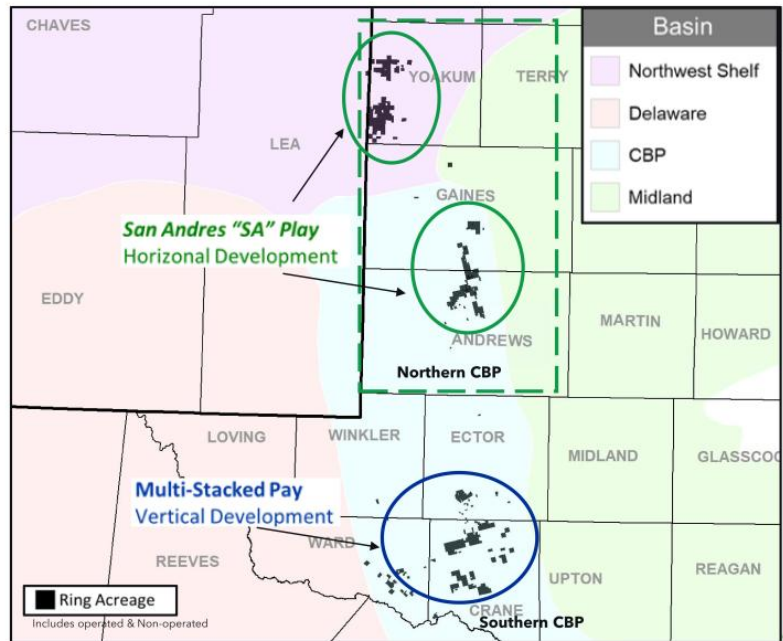 CHAVES
YOAKUM
TERRY
LEA
GAINES
San Andres “SA” Play
Horizonal Development
EDDY
ANDREWS
MARTIN
HOWARD
Northern CBP
LOVING
WINKLER
ECTOR
MIDLAND
GLASSCOC
Multi-Stacked Pay
Vertical Development
WARD
REEVES
UPTON
REAGAN
CRANE
Southern CBP
Basin
Northwest Shelf
Delaware
CBP
Midland
Ring Acreage
Includes operated & Non-operated